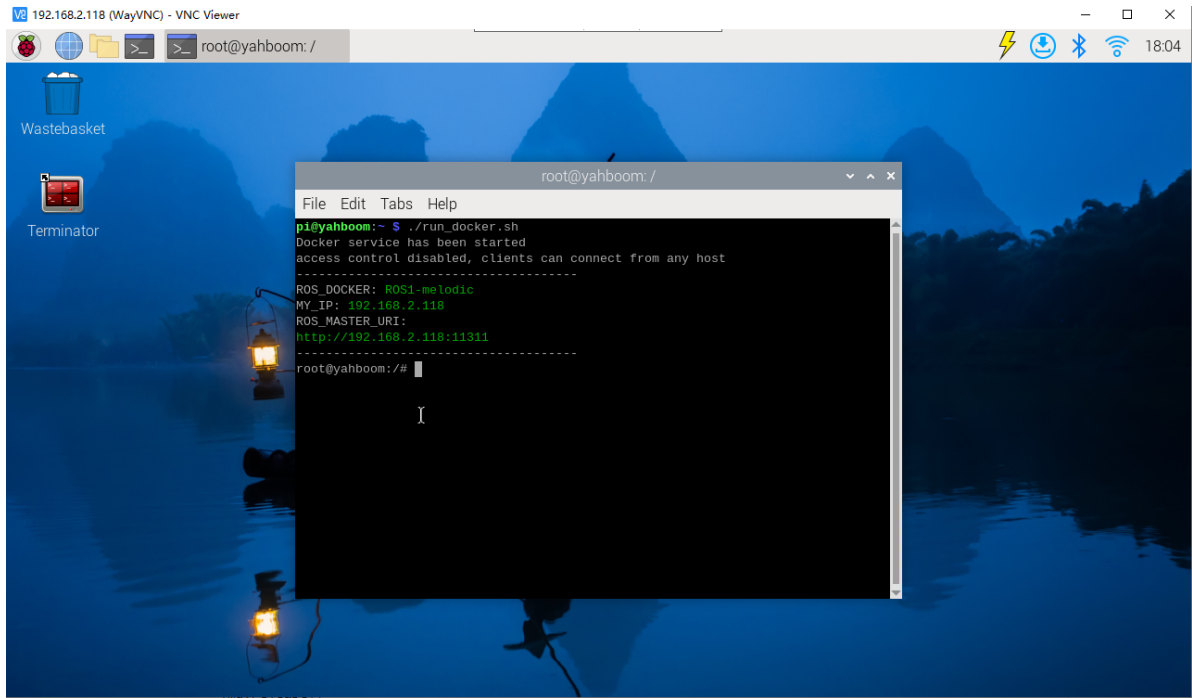 192.168.2.118 (WayVNC) - VNC Viewer
root@yahboom: /
18:04
Wastebasket
Terminator
root@yahboom: /
File Edit Tabs Help
pi@yahboom:~ $ ./run_docker.sh
Docker service has been started
access control disabled, clients can connect from any host
--------------------------------------
ROS_DOCKER: ROS1-melodic
MY_IP: 192.168.2.118
ROS_MASTER_URI:
http://192.168.2.118:11311
--------------------------------------
root@yahboom:/#